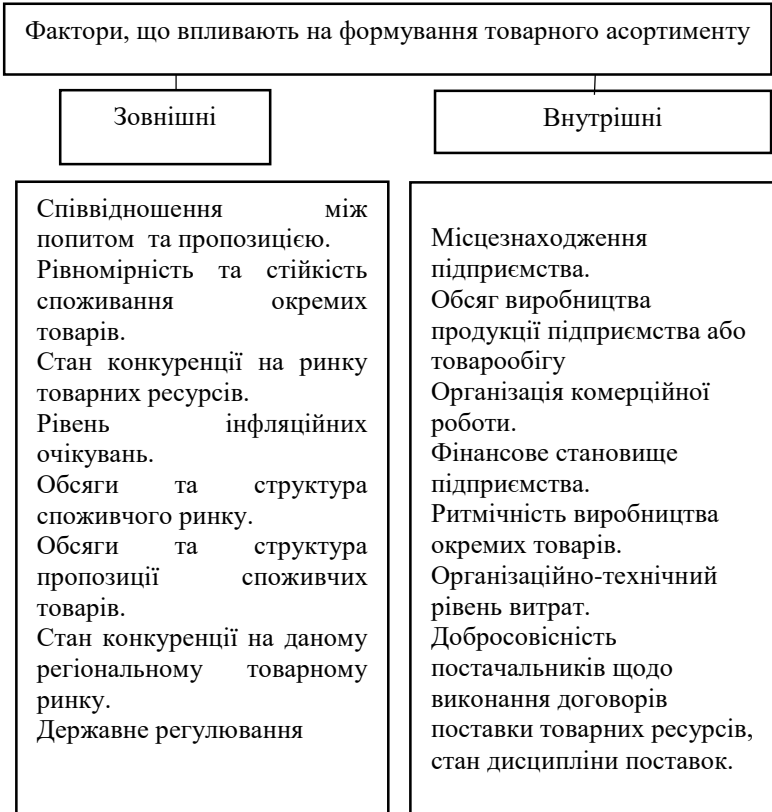 Фактори, що впливають на формування товарного асортименту
Зовнішні
Внутрішні
Співвідношення між
попитом та пропозицією.
Рівномірність та стійкість
споживання окремих
товарів.
Стан конкуренції на ринку
товарних ресурсів.
Рівень інфляційних
очікувань.
Обсяги та структура
споживчого ринку.
Обсяги та структура
пропозиції споживчих
товарів.
Стан конкуренції на даному
регіональному товарному
ринку.
Державне регулювання
Місцезнаходження
підприємства.
Обсяг виробництва
продукції підприємства або
товарообігу
Організація комерційної
роботи.
Фінансове становище
підприємства.
Ритмічність виробництва
окремих товарів.
Організаційно-технічний
рівень витрат.
Добросовісність
постачальників щодо
виконання договорів
поставки товарних ресурсів,
стан дисципліни поставок.